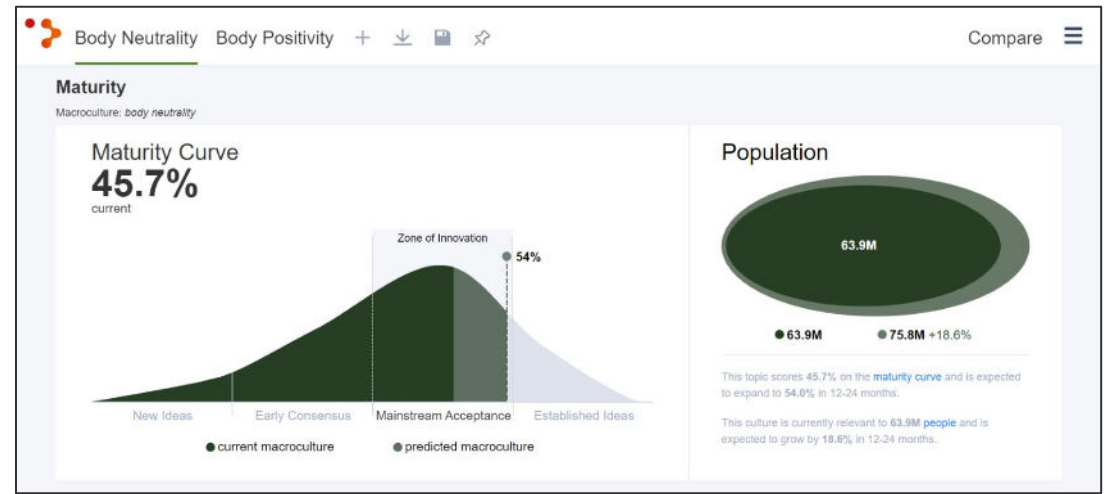 Body Neutrality Body Positivity Compare
Maturity
Macroculture: body neutrality
Maturity Curve
45.7%
current
Zone of Innovation
54%
New Ideas Early Consensus Mainstream Acceptance Established Ideas
current macroculture predicted macroculture
Population
63.9M
63.9M 75.8M +18.6%
This topic scores 45.7% on the maturity curve and is expected
to expand to 54.0% in 12-24 months.
This culture is currently relevant to 63.9M people and is
expected to grow by 18.6% in 12-24 months.